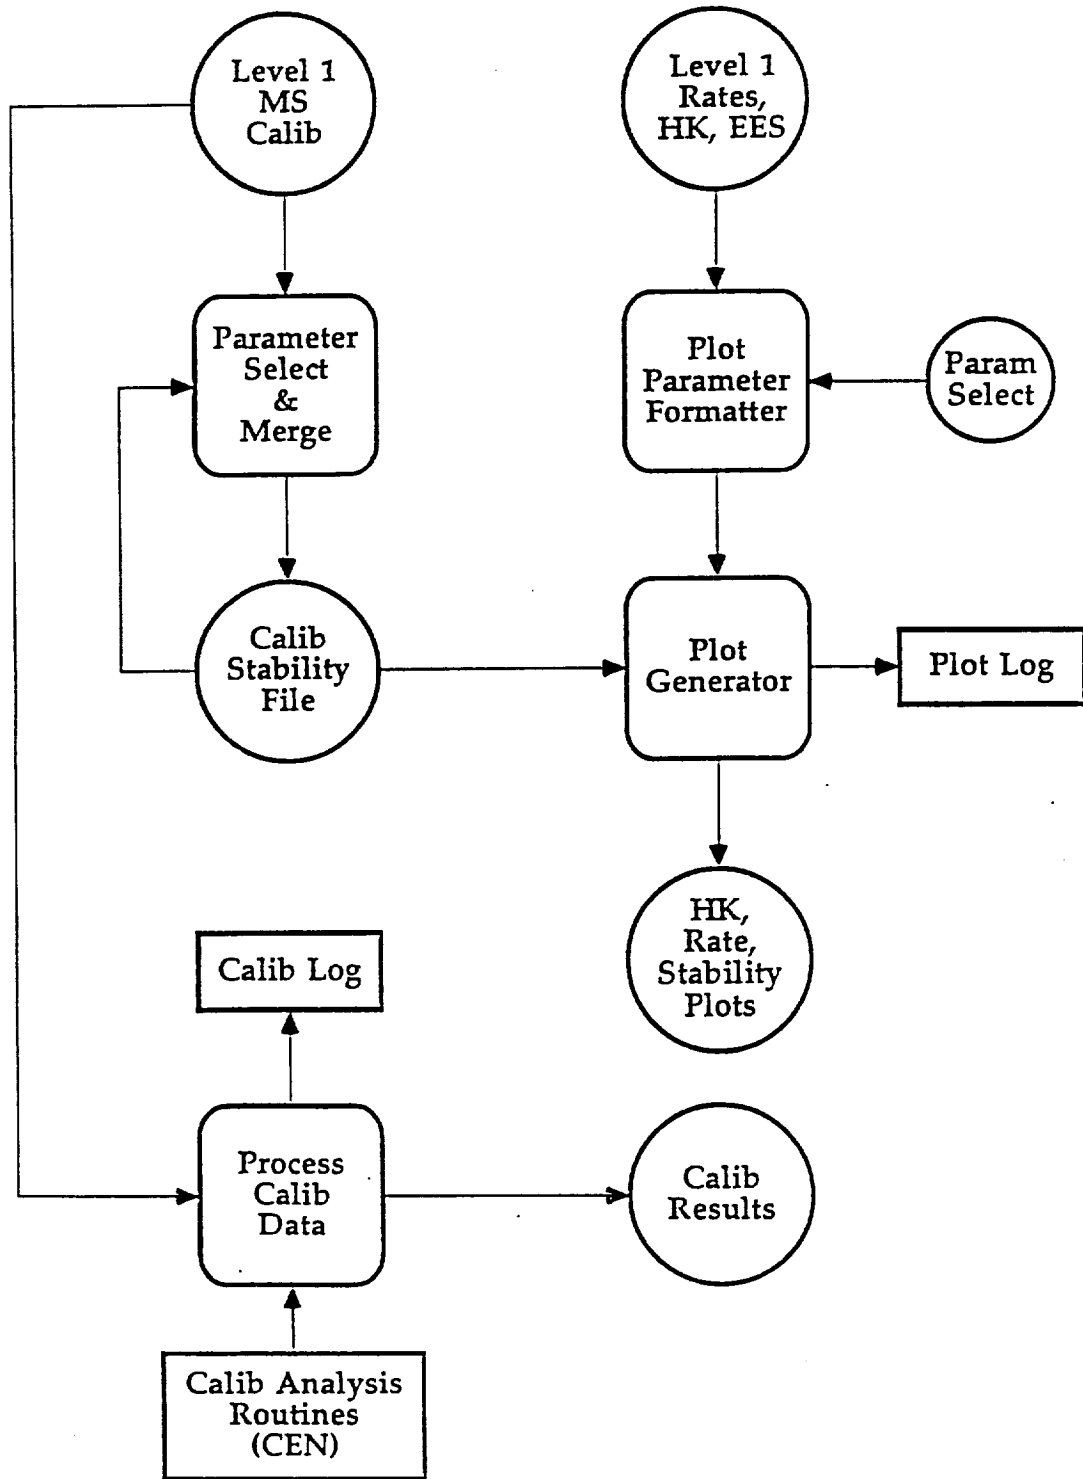 Level 1
MS
Calib
Level 1
Rates,
HK, EES
Parameter
Select
&
Merge
Plot
Parameter
Formatter
Param
Select
Calib
Stability
File
Plot
Generator
Plot Log
HK,
Rate,
Stability
Plots
Calib Log
Process
Calib
Data
Calib
Results
Calib Analysis
Routines
(CEN)